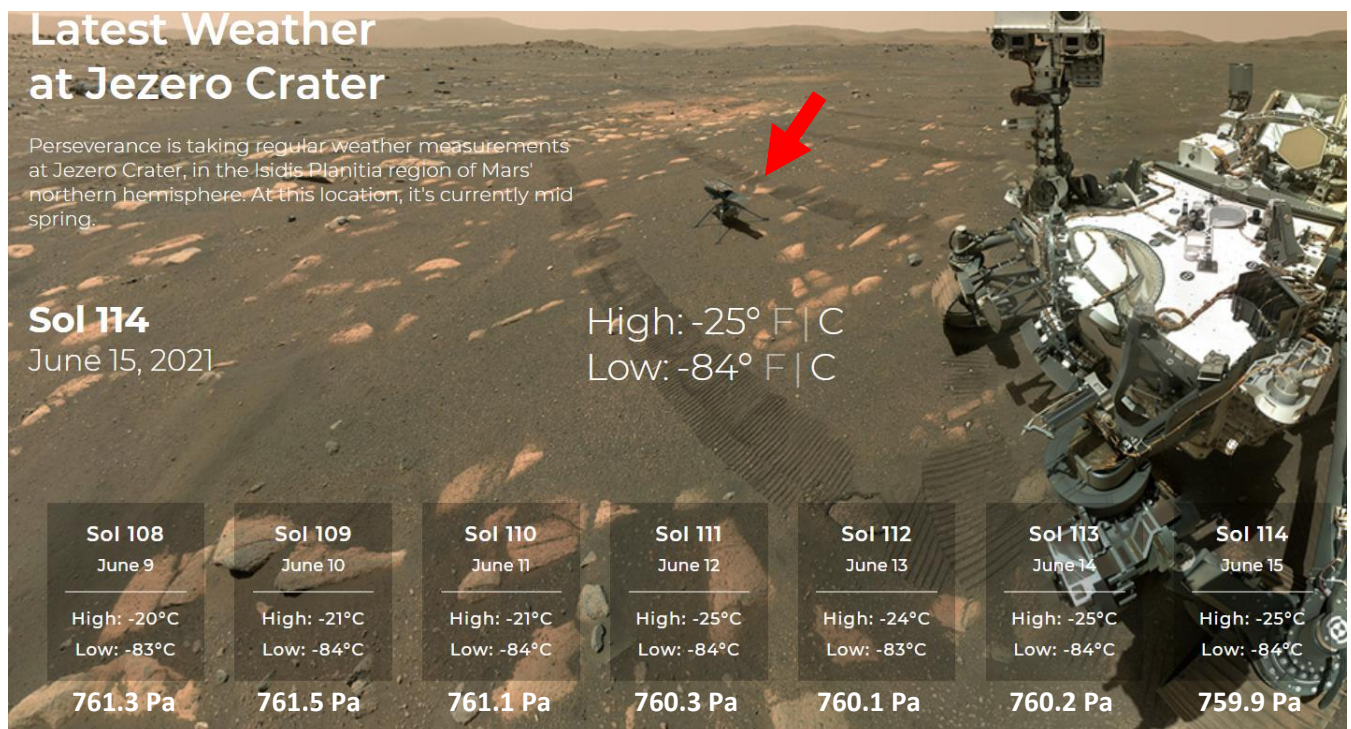 Latest Weather
at Jezero Crater
Perseverance is taking regular weather measurements
at Jezero Crater, in the Isidis Planitia region of Mars'
northern hemisphere. At this location, it's currently mid
spring.
Sol 114
June 15, 2021
High: -25° F | C
Low: -84° F | C
Sol 108
June 9
High: -20°C
Low: -83°C
761.3 Pa
Sol 109
June 10
High: -21°C
Low: -84°C
761.5 Pa
Sol 110
June 11
High: -21°C
Low: -84°C
761.1 Pa
Sol 111
June 12
High: -25°C
Low: -84°C
760.3 Pa
Sol 112
June 13
High: -24°C
Low: -83°C
760.1 Pa
Sol 113
June 14
High: -25°C
Low: -84°C
760.2 Pa
Sol 114
June 15
High: -25°C
Low: -84°C
759.9 Pa